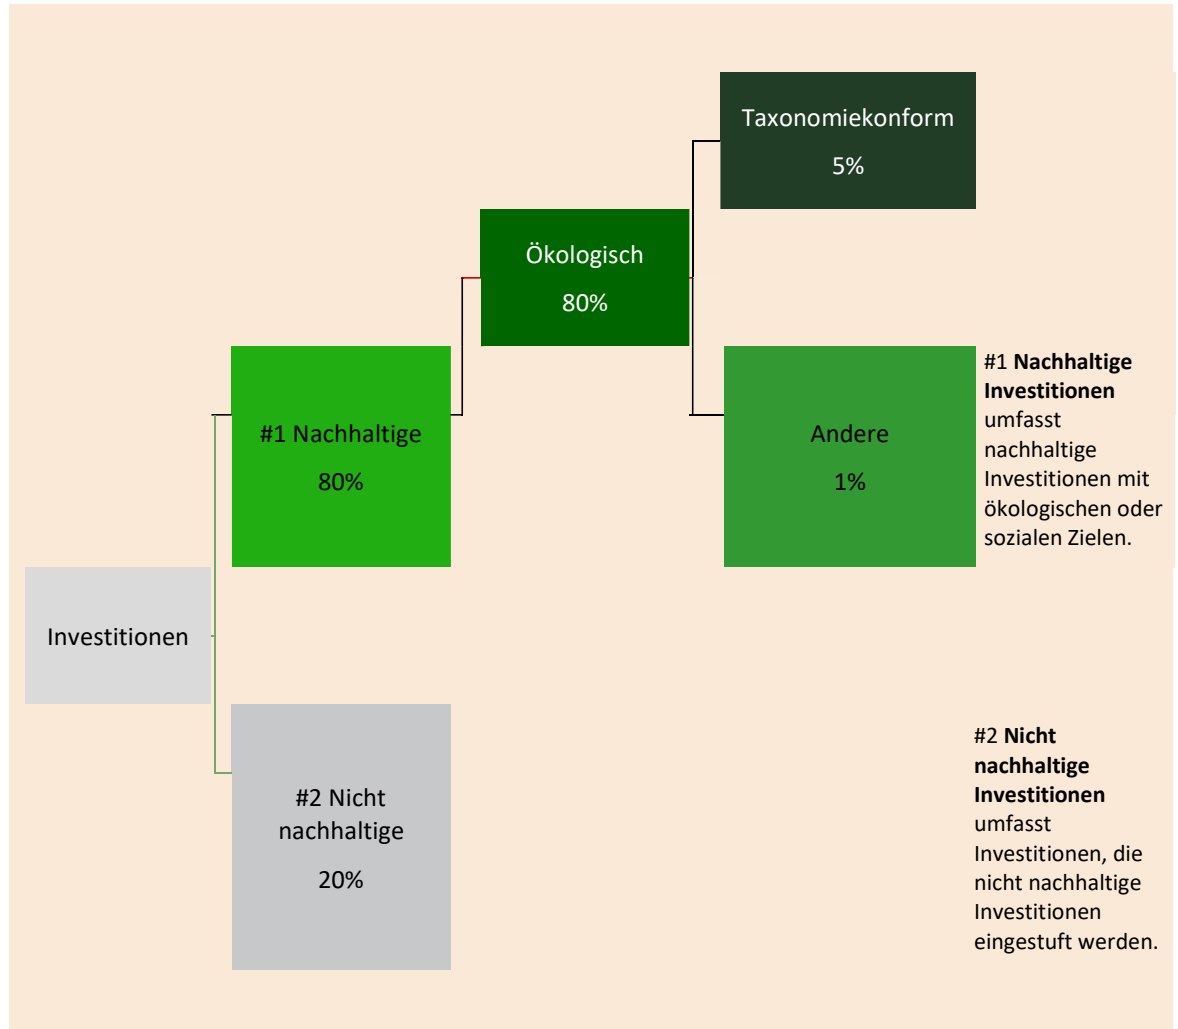 Taxonomiekonform
5%
Ökologisch
80%
#1 Nachhaltige
80%
Andere
1%
#1 Nachhaltige
Investitionen
umfasst
nachhaltige
Investitionen mit
ökologischen oder
sozialen Zielen.
Investitionen
#2 Nicht
nachhaltige
20%
#2 Nicht
nachhaltige
Investitionen
umfasst
Investitionen, die
nicht nachhaltige
Investitionen
eingestuft werden.